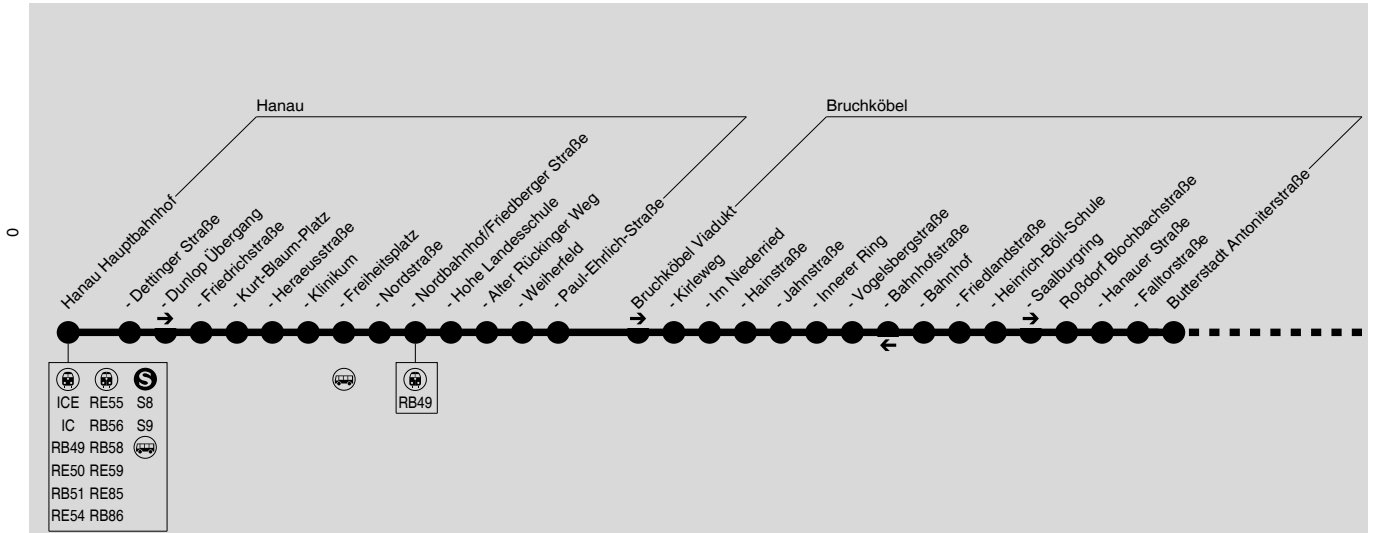 Hanau
Bruchköbel
Hanau Hauptbahnhof
- Dettinger Straße
- Dunlop Übergang
- Friedrichstraße
- Kurt-Blaum-Platz
- Heraeusstraße
- Klinikum
- Freiheitsplatz
- Nordstraße
- Nordbahnhof/Friedberger Straße
- Hohe Landesschule
- Alter Rückinger Weg
- Weiherfeld
- Paul-Ehrlich-Straße
Bruchköbel Viadukt
- Kirleweg
- Im Niederried
- Hainstraße
- Jahnstraße
- Innerer Ring
- Vogelsbergstraße
- Bahnhofstraße
- Bahnhof
- Friedlandstraße
- Heinrich-Böll-Schule
- Saalburgring
Roßdorf Blochbachstraße
- Hanauer Straße
- Falltorstraße
Butterstadt Antoniterstraße
0
S
ICE RE55 S8
RB49
IC RB56 S9
RB49 RB58
RE50 RE59
RB51 RE85
RE54 RB86